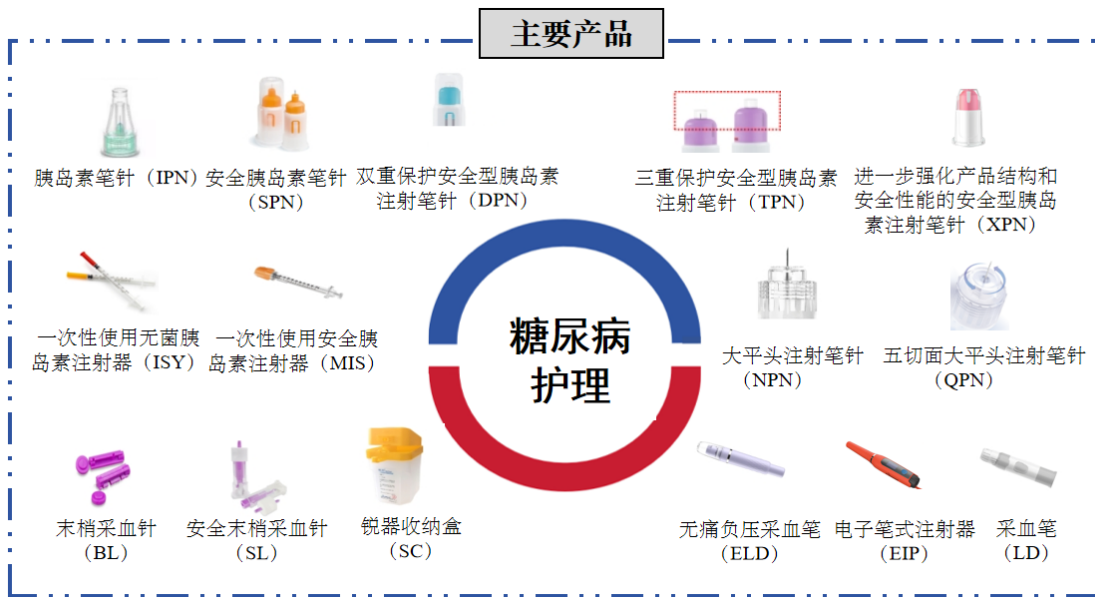 主要产品
胰岛素笔针（IPN）
安全胰岛素笔针
（SPN）
双重保护安全型胰岛素
注射笔针（DPN）
三重保护安全型胰岛素
注射笔针（TPN）
进一步强化产品结构和
安全性能的安全型胰岛
素注射笔针（XPN）
一次性使用无菌胰
岛素注射器（ISY）
一次性使用安全胰
岛素注射器（MIS）
糖尿病
护理
大平头注射笔针
（NPN）
五切面大平头注射笔针
（QPN）
末梢采血针
（BL）
安全末梢采血针
（SL）
锐器收纳盒
（SC）
无痛负压采血笔
（ELD）
电子笔式注射器
（EIP）
采血笔
（LD）